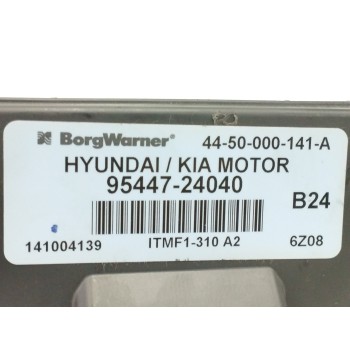 BorgWarner® 44-50-000-141-A
HYUNDAI / KIA MOTOR
95447-24040
B24
141004139 ITMF1-310 A2 6Z08